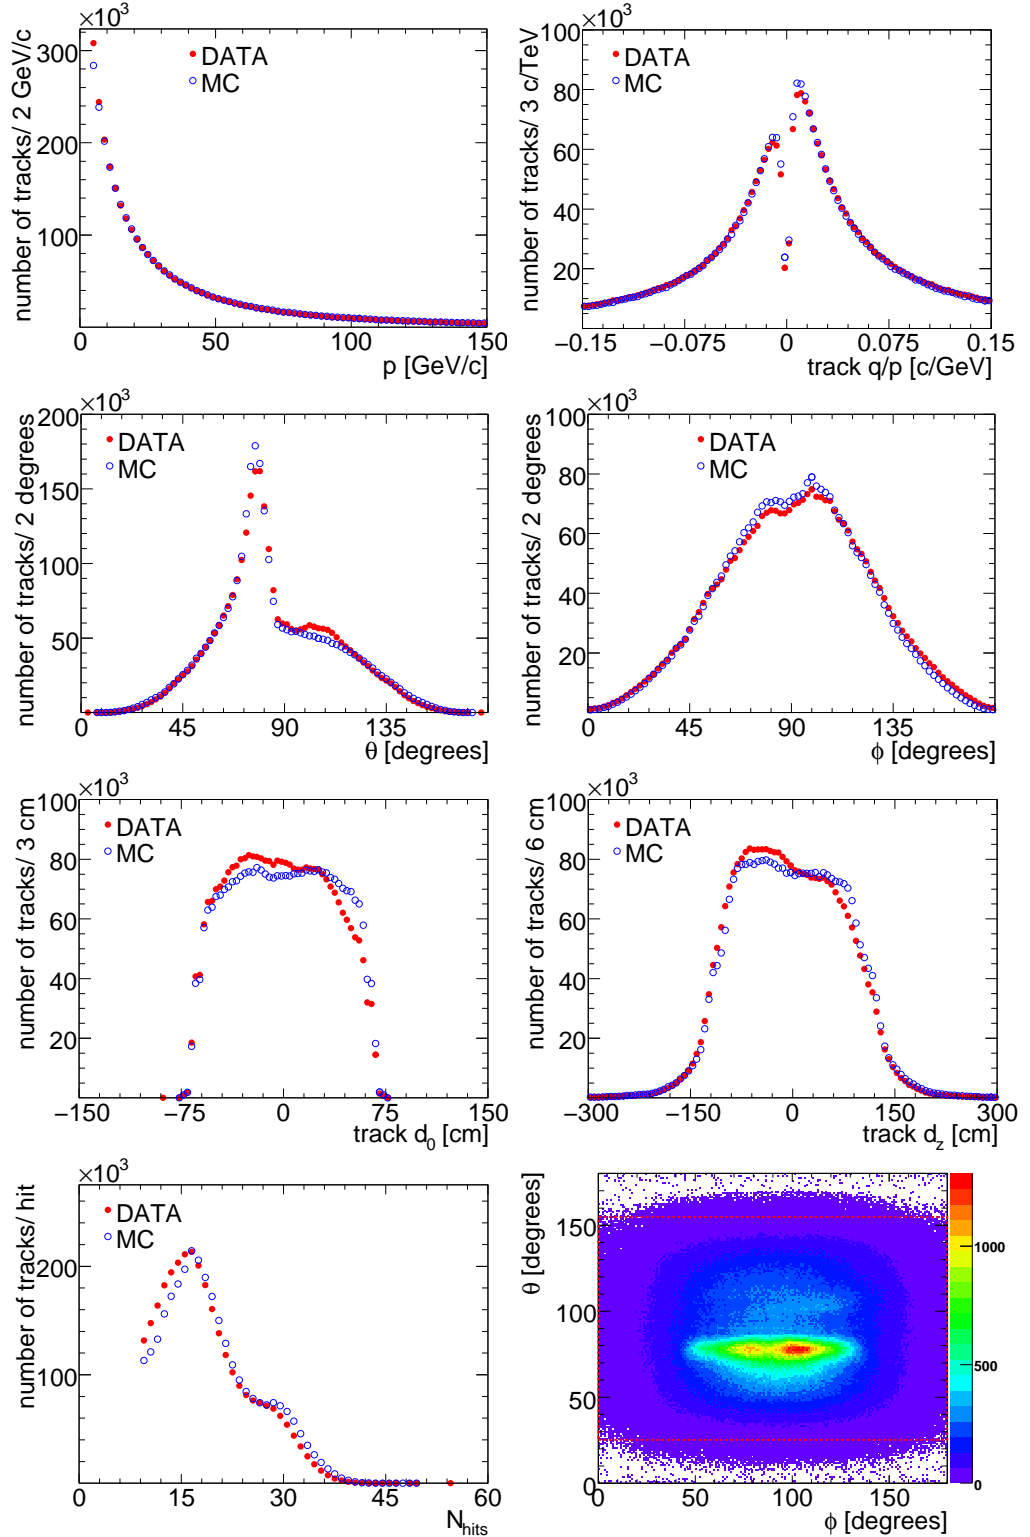 ×10³
number of tracks/ 2 GeV/c
300
200
100
DATA
MC
0 50 100 150
p [GeV/c]
×10³
number of tracks/ 3 c/TeV
100
80
60
40
20
DATA
MC
−0.15 −0.075 0 0.075 0.15
track q/p [c/GeV]
×10³
number of tracks/ 2 degrees
200
150
100
50
DATA
MC
0 45 90 135
θ [degrees]
×10³
number of tracks/ 2 degrees
100
80
60
40
20
DATA
MC
0 45 90 135
ϕ [degrees]
×10³
number of tracks/ 3 cm
100
80
60
40
20
DATA
MC
−150 −75 0 75 150
track d₀ [cm]
×10³
number of tracks/ 6 cm
100
80
60
40
20
DATA
MC
−300 −150 0 150 300
track d_z [cm]
×10³
number of tracks/ hit
200
100
DATA
MC
0 15 30 45 60
N_hits
θ [degrees]
150
100
50
0
0 50 100 150
ϕ [degrees]
1000
500
0